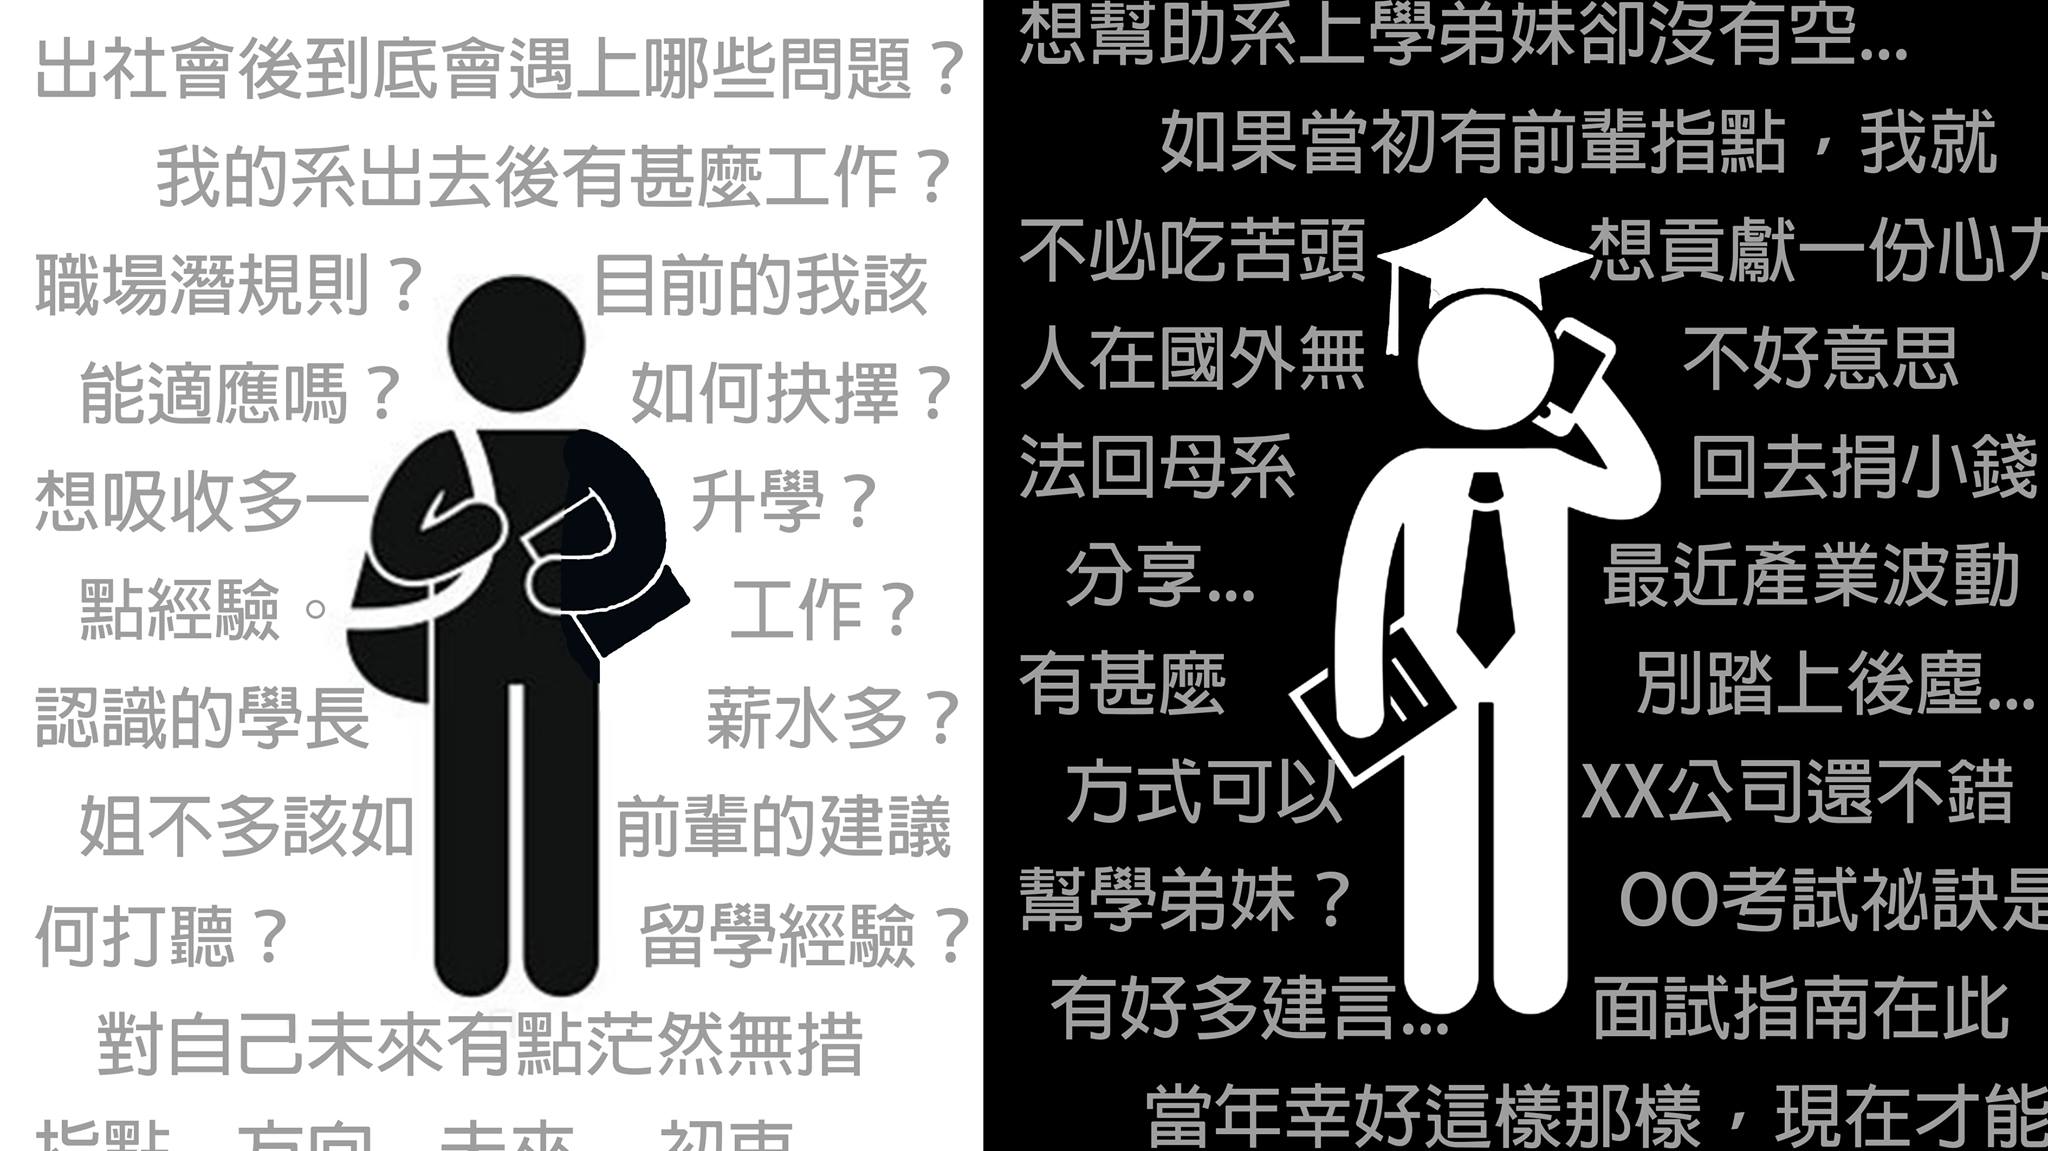 出社會後到底會遇上哪些問題？
我的系出去後有甚麼工作？
職場潛規則？
能適應嗎？
想吸收多一
點經驗。
認識的學長
姐不多該如
何打聽？
目前的我該
如何抉擇？
升學？
工作？
薪水多？
前輩的建議
留學經驗？
對自己未來有點茫然無措
指點 方向 未來
想幫助系上學弟妹卻沒有空...
如果當初有前輩指點，我就
不必吃苦頭
人在國外無
法回母系
分享...
有甚麼
方式可以
幫學弟妹？
有好多建言...
想貢獻一份心力
不好意思
回去捐小錢
最近產業波動
別踏上後塵...
XX公司還不錯
OO考試祕訣是
面試指南在此
當年幸好這樣那樣，現在才能